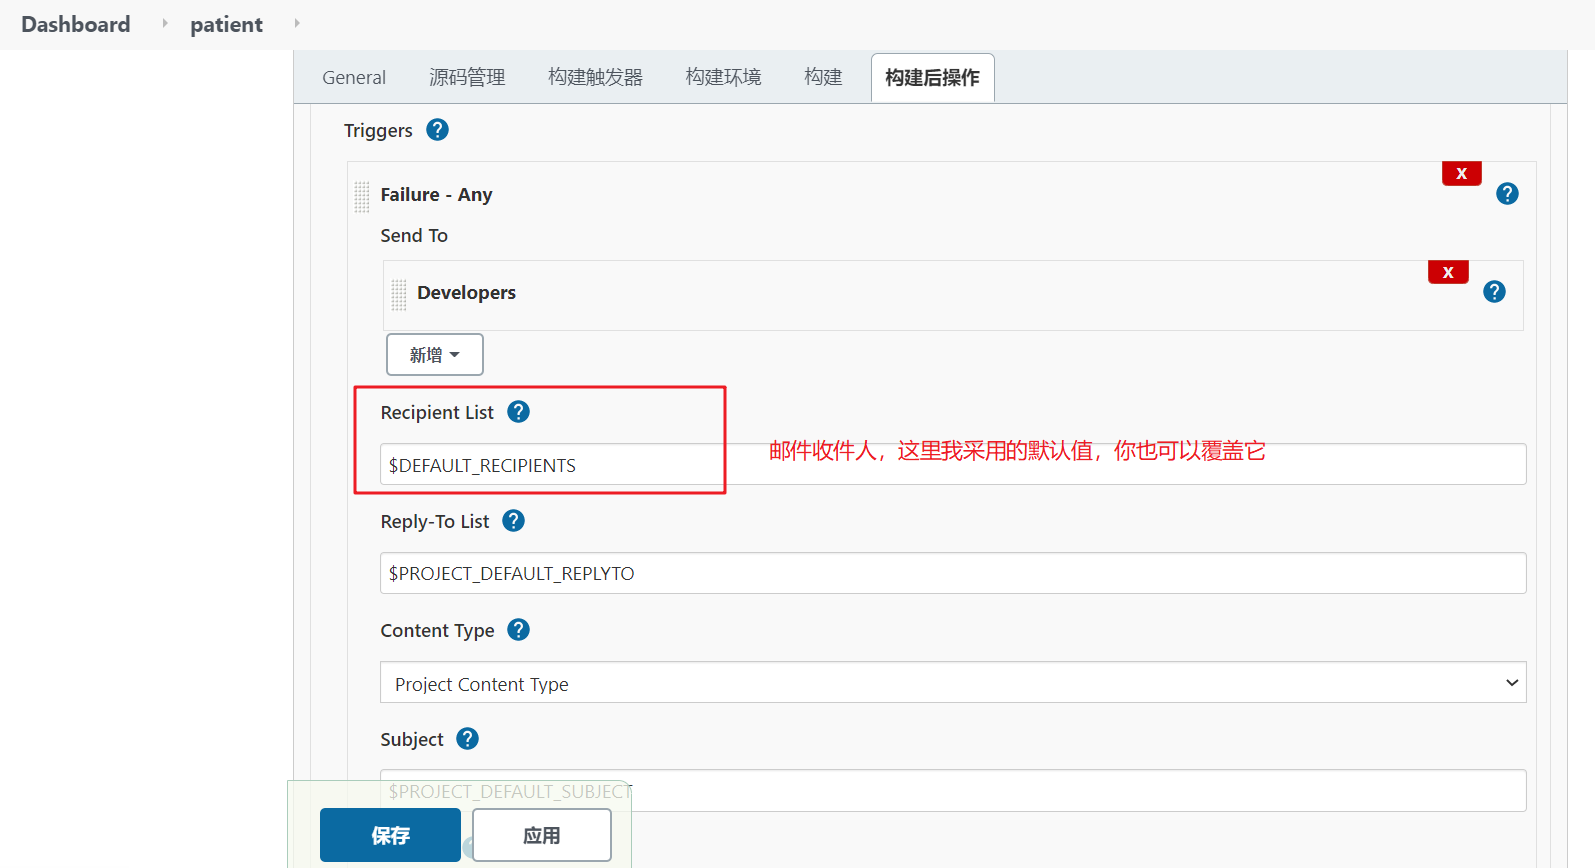 Dashboard patient
General 源码管理 构建触发器 构建环境 构建 构建后操作
Triggers ?
X
Failure - Any ?
Send To
X
Developers ?
新增
Recipient List ?
$DEFAULT_RECIPIENTS
邮件收件人，这里我采用的默认值，你也可以覆盖它
Reply-To List ?
$PROJECT_DEFAULT_REPLYTO
Content Type ?
Project Content Type
Subject ?
$PROJECT_DEFAULT_SUBJECT
保存 应用